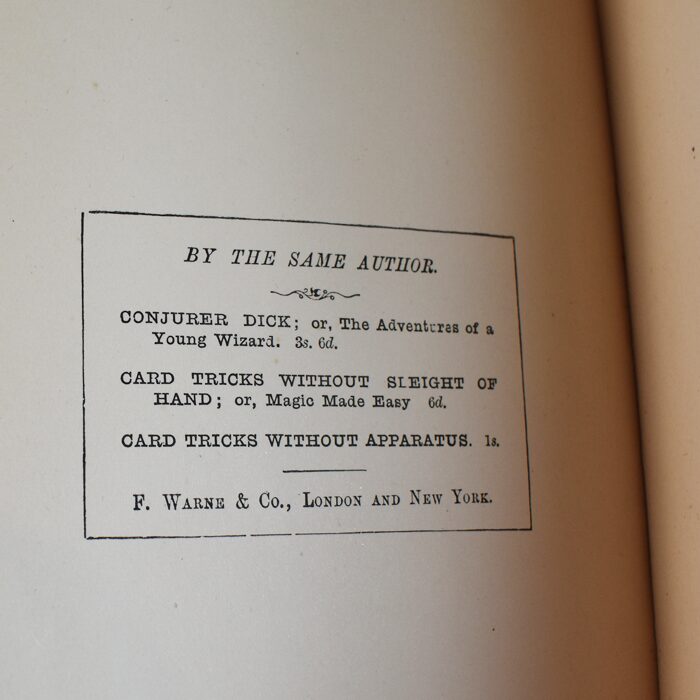 BY THE SAME AUTHOR.
CONJURER DICK; or, The Adventures of a
Young Wizard. 3s. 6d.
CARD TRICKS WITHOUT SLEIGHT OF
HAND; or, Magic Made Easy 6d.
CARD TRICKS WITHOUT APPARATUS. 1s.
F. WARNE & CO., LONDON AND NEW YORK.